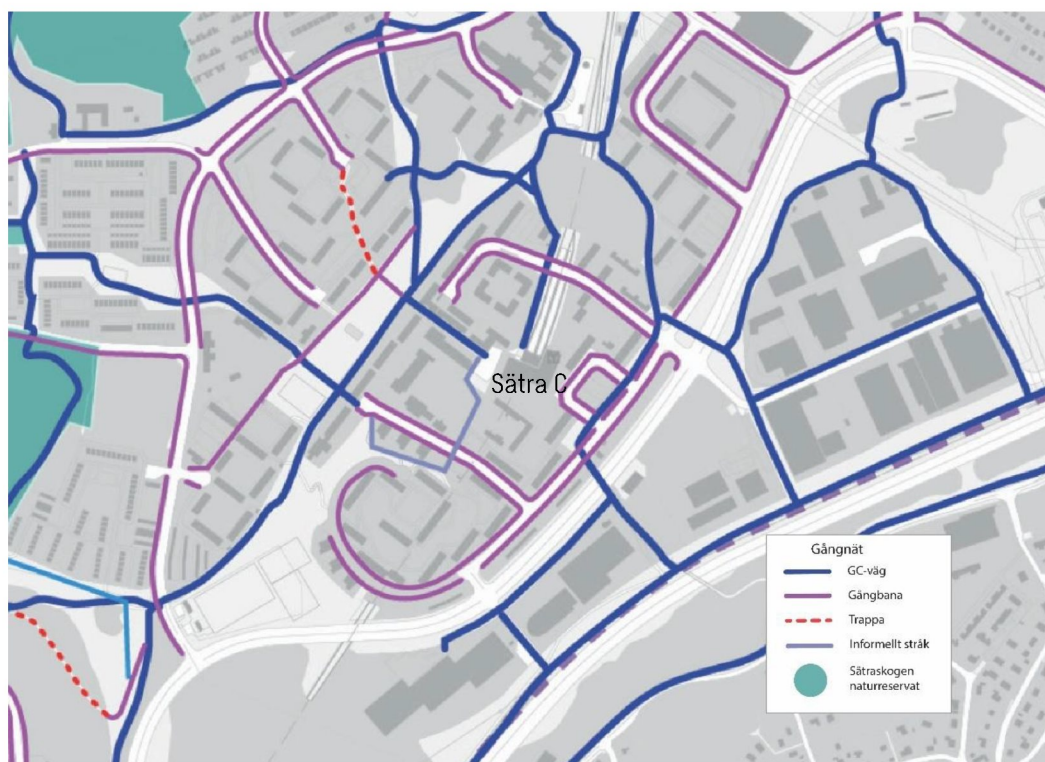 Sätra C
Gångnät
GC-väg
Gångbana
Trappa
Informellt stråk
Sätraskogen
naturreservat